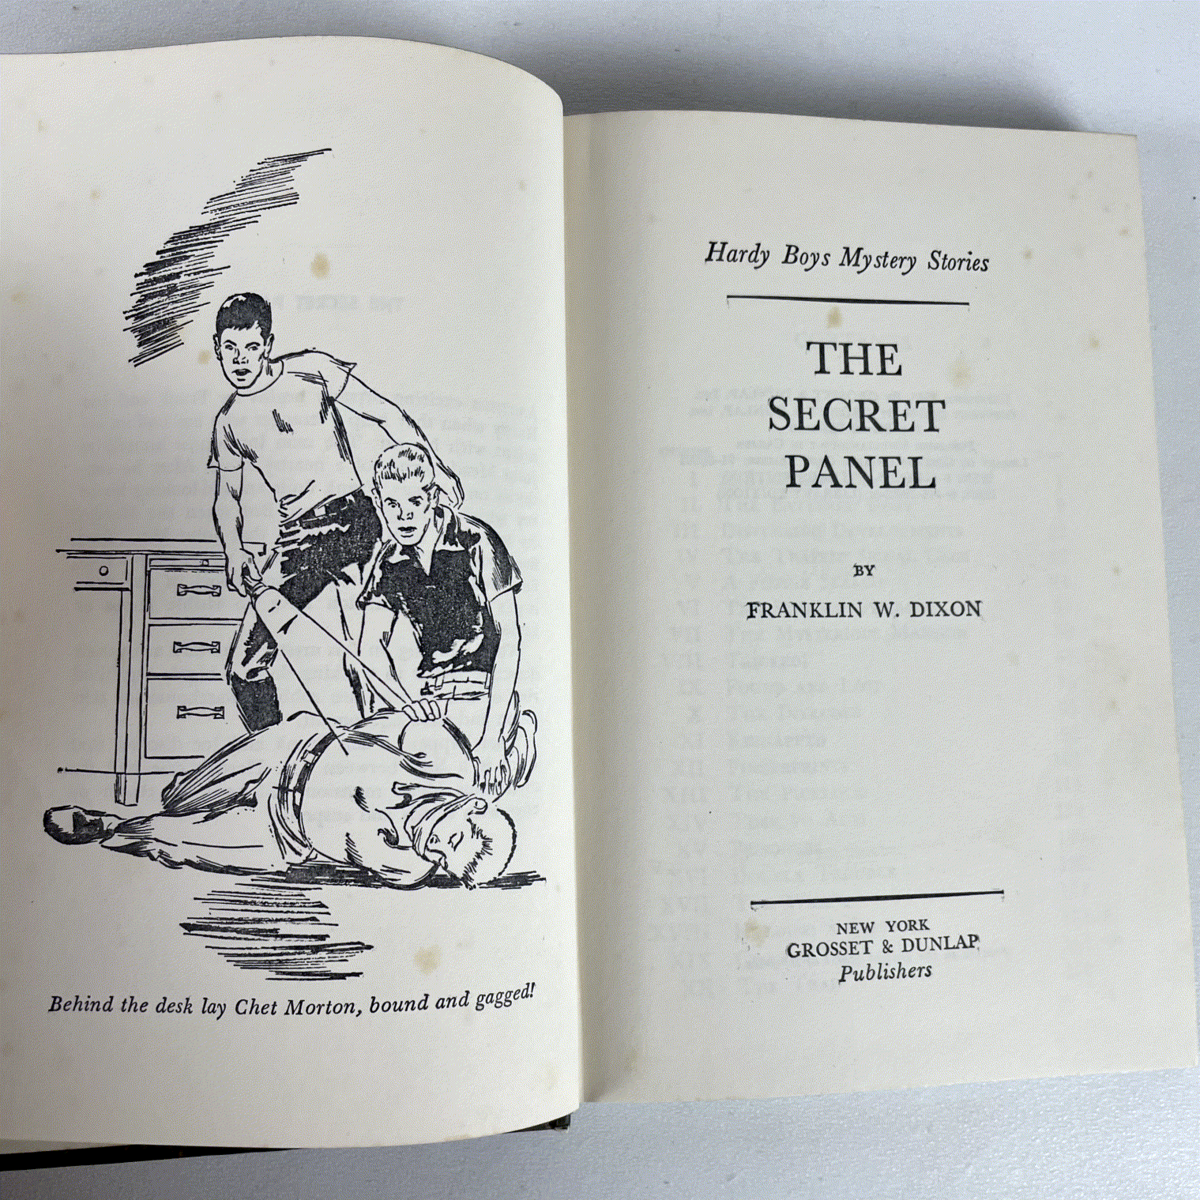 Behind the desk lay Chet Morton, bound and gagged!
Hardy Boys Mystery Stories
THE
SECRET
PANEL
BY
FRANKLIN W. DIXON
NEW YORK
GROSSET & DUNLAP
Publishers